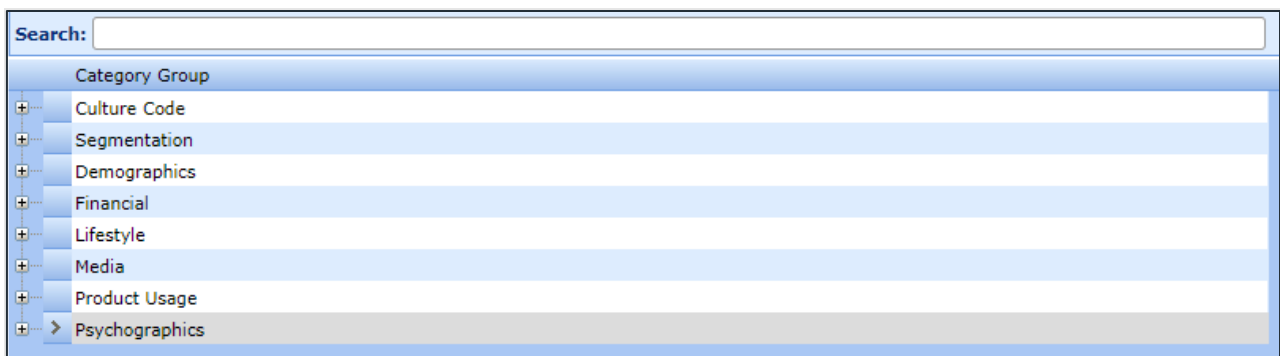 Search:
Category Group
Culture Code
Segmentation
Demographics
Financial
Lifestyle
Media
Product Usage
Psychographics